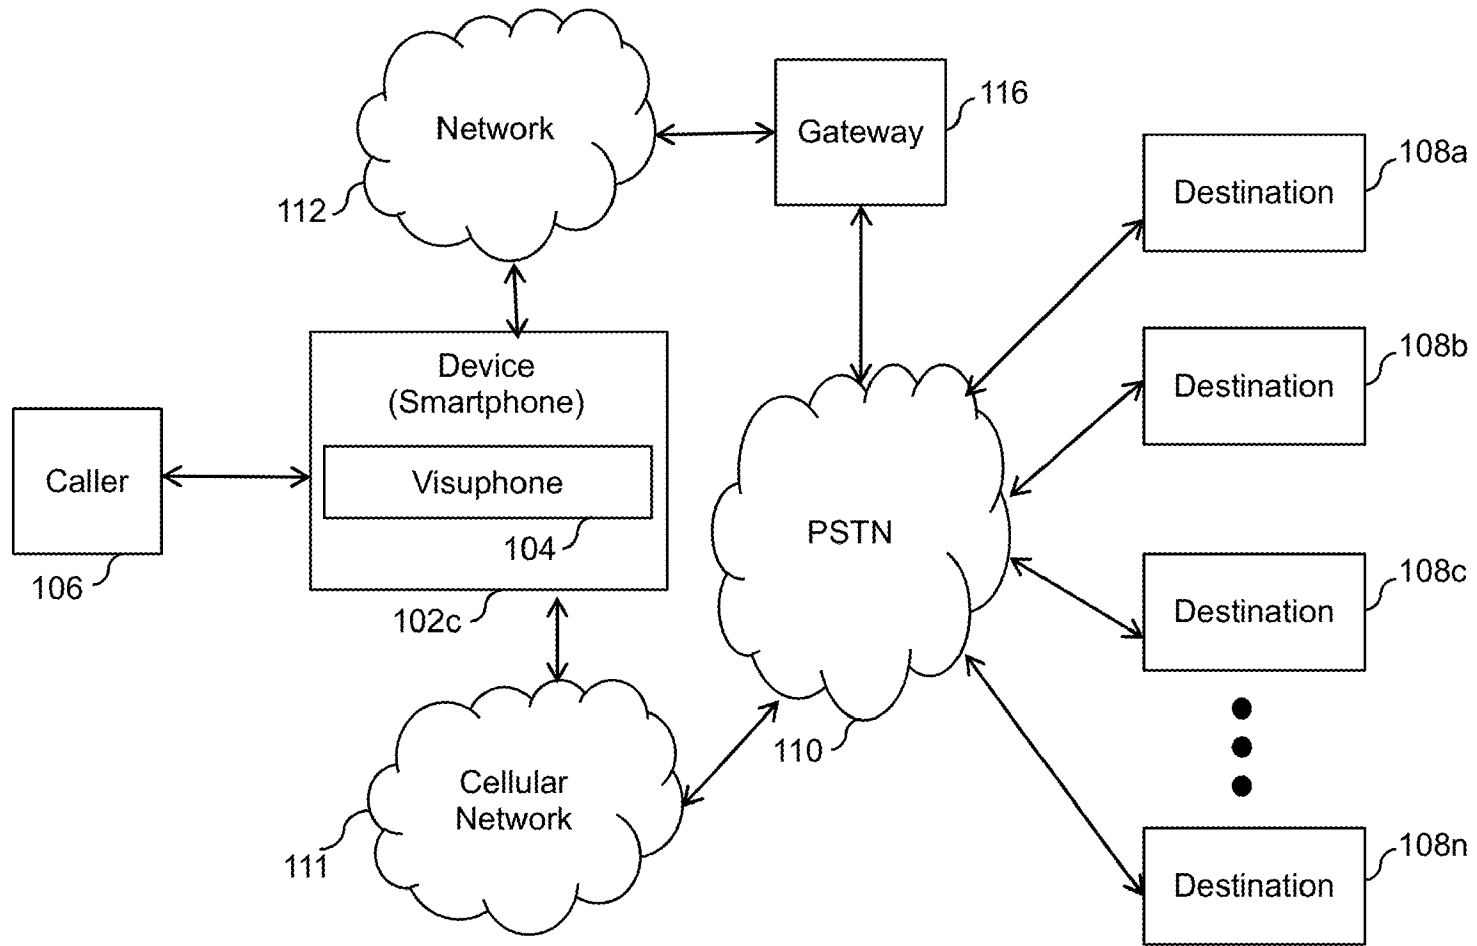 Network
112
Gateway
116
Destination
108a
Device
(Smartphone)
Visuphone
104
102c
Caller
106
Destination
108b
PSTN
110
Destination
108c
Cellular
Network
111
Destination
108n